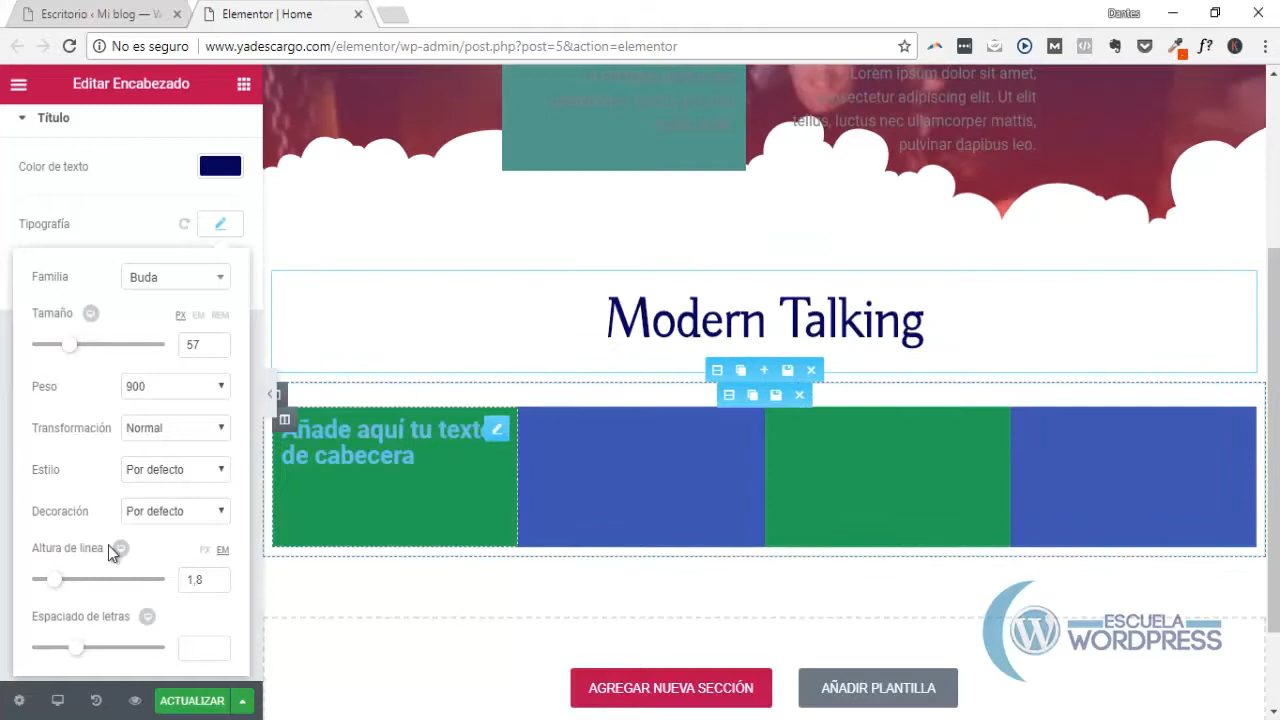 Escritorio ‹ Mi blog — W
Elementor | Home
Dantes
No es seguro
www.yadescargo.com/elementor/wp-admin/post.php?post=5&action=elementor
Editar Encabezado
Título
Color de texto
Tipografía
Familia
Buda
Tamaño
PX EM REM
57
Peso
900
Transformación
Normal
Estilo
Por defecto
Decoración
Por defecto
Altura de linea
PX EM
1,8
Espaciado de letras
ACTUALIZAR
Lorem ipsum dolor sit amet,
consectetur adipiscing elit. Ut elit
tellus, luctus nec ullamcorper mattis,
pulvinar dapibus leo.
Modern Talking
Añade aquí tu texto
de cabecera
ESCUELA
WORDPRESS
AGREGAR NUEVA SECCIÓN
AÑADIR PLANTILLA